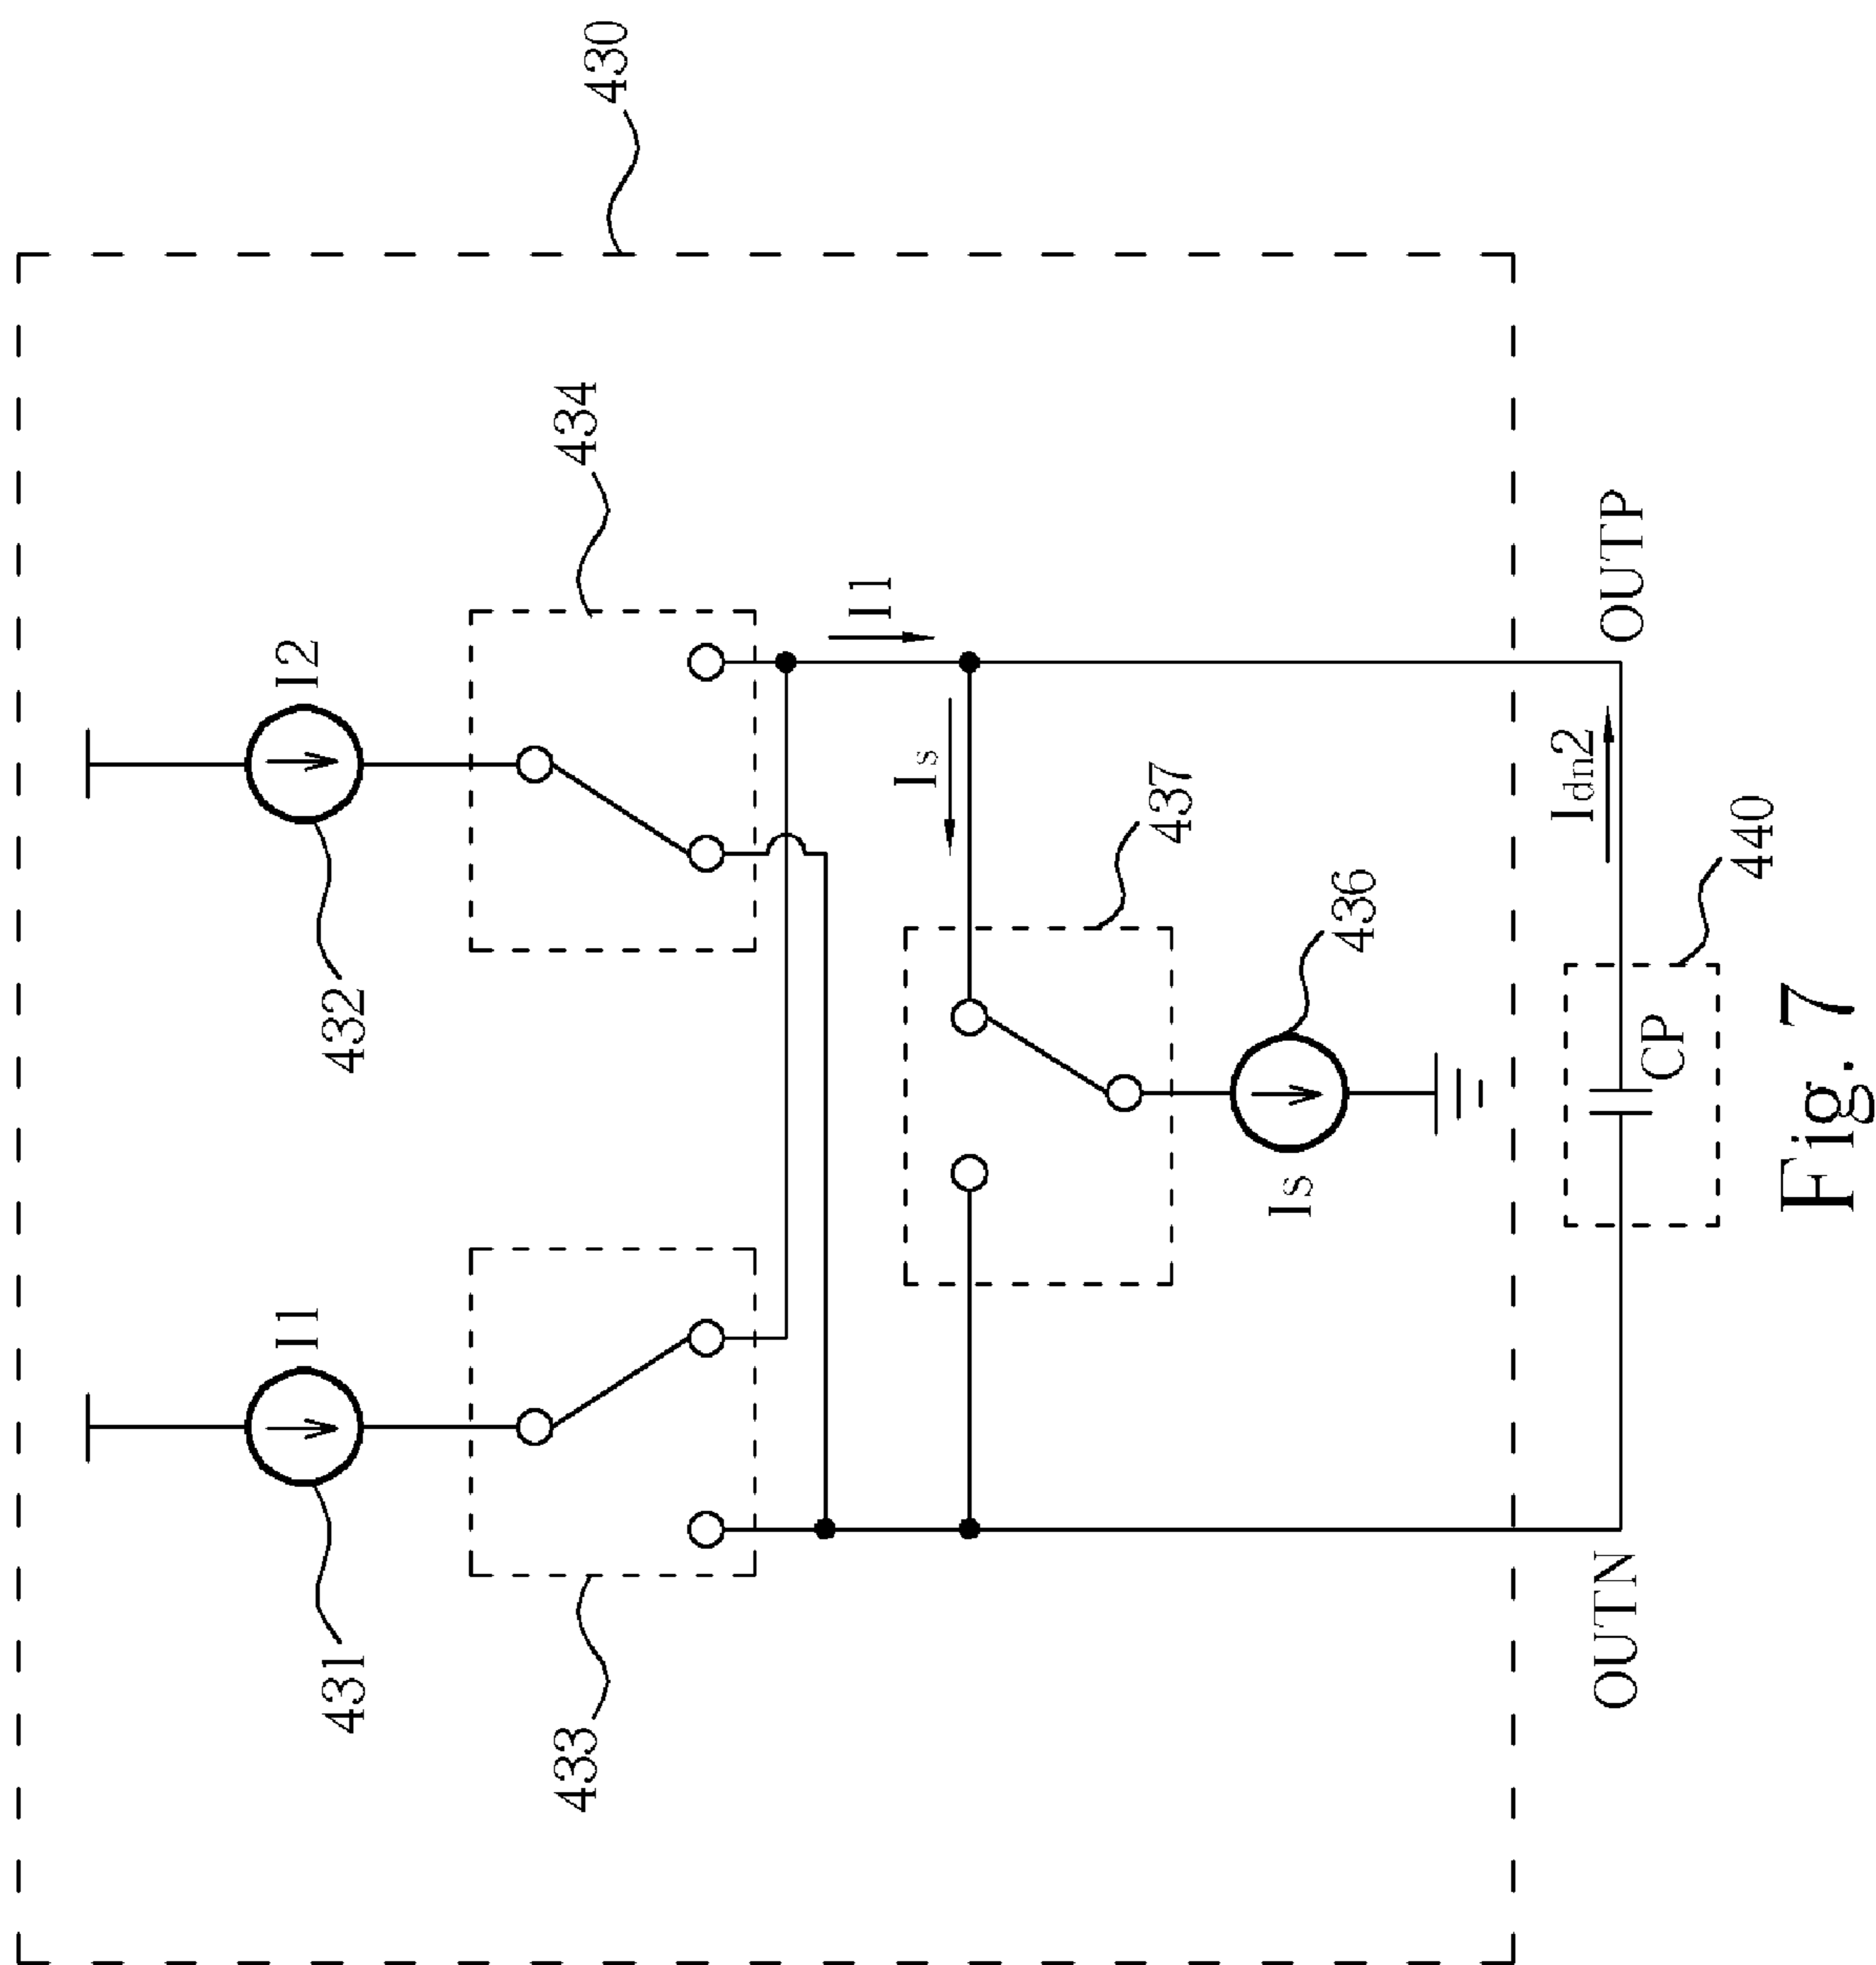 430
I1
I2
431
432
433
434
I1
Is
437
Is
436
OUTN
OUTP
Idn2
CP
440
Fig. 7